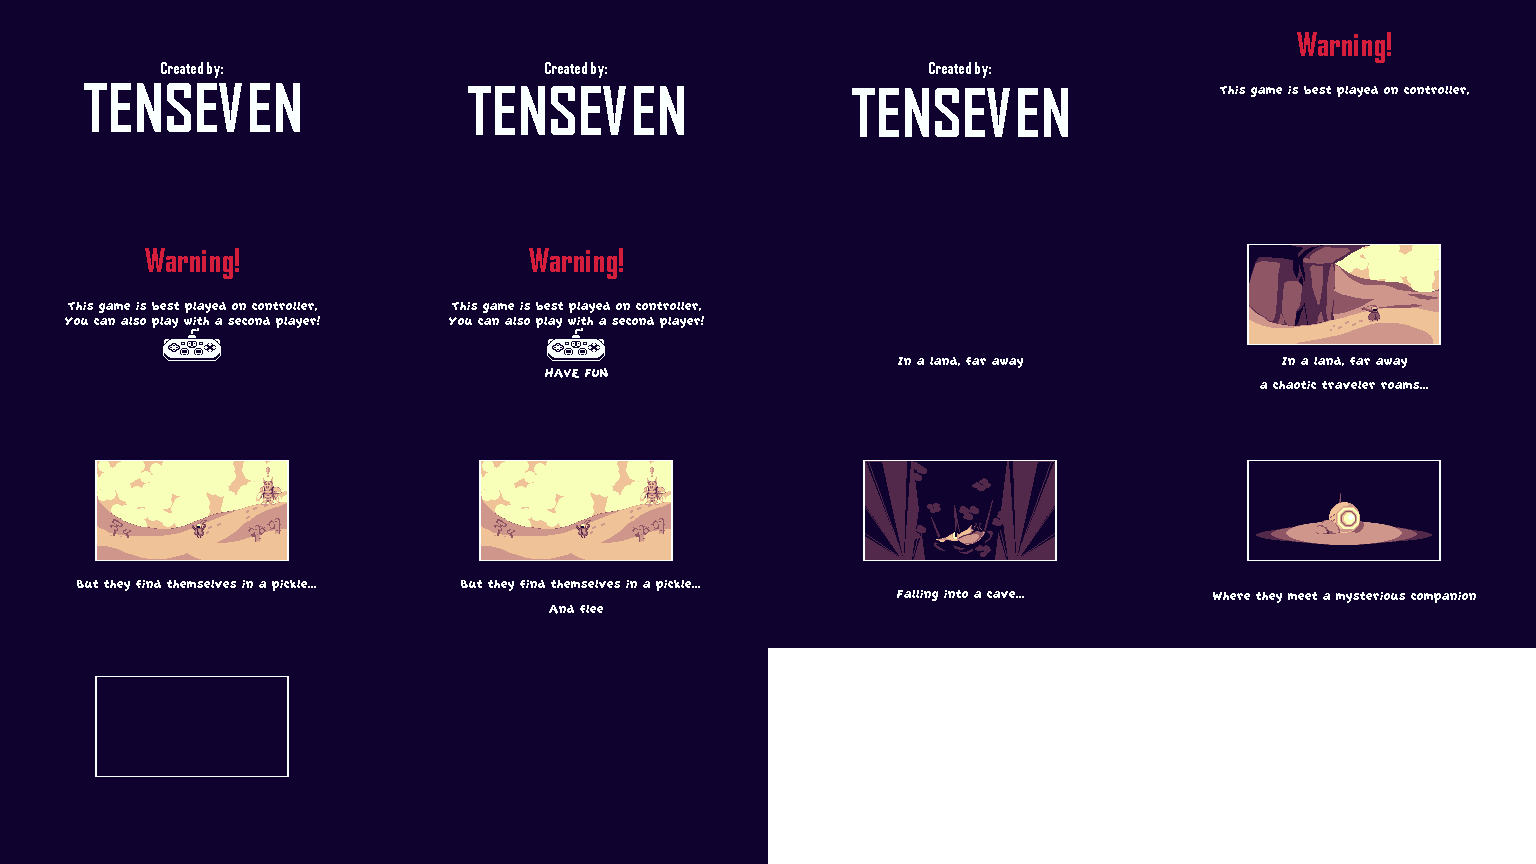 Created by:
TENSEVEN
Created by:
TENSEVEN
Created by:
TENSEVEN
Warning!
This game is best played on controller,
Warning!
This game is best played on controller,
You can also play with a second player!
Warning!
This game is best played on controller,
You can also play with a second player!
HAVE FUN
In a land, far away
In a land, far away
a chaotic traveler roams...
But they find themselves in a pickle...
But they find themselves in a pickle...
And flee
Falling into a cave...
Where they meet a mysterious companion